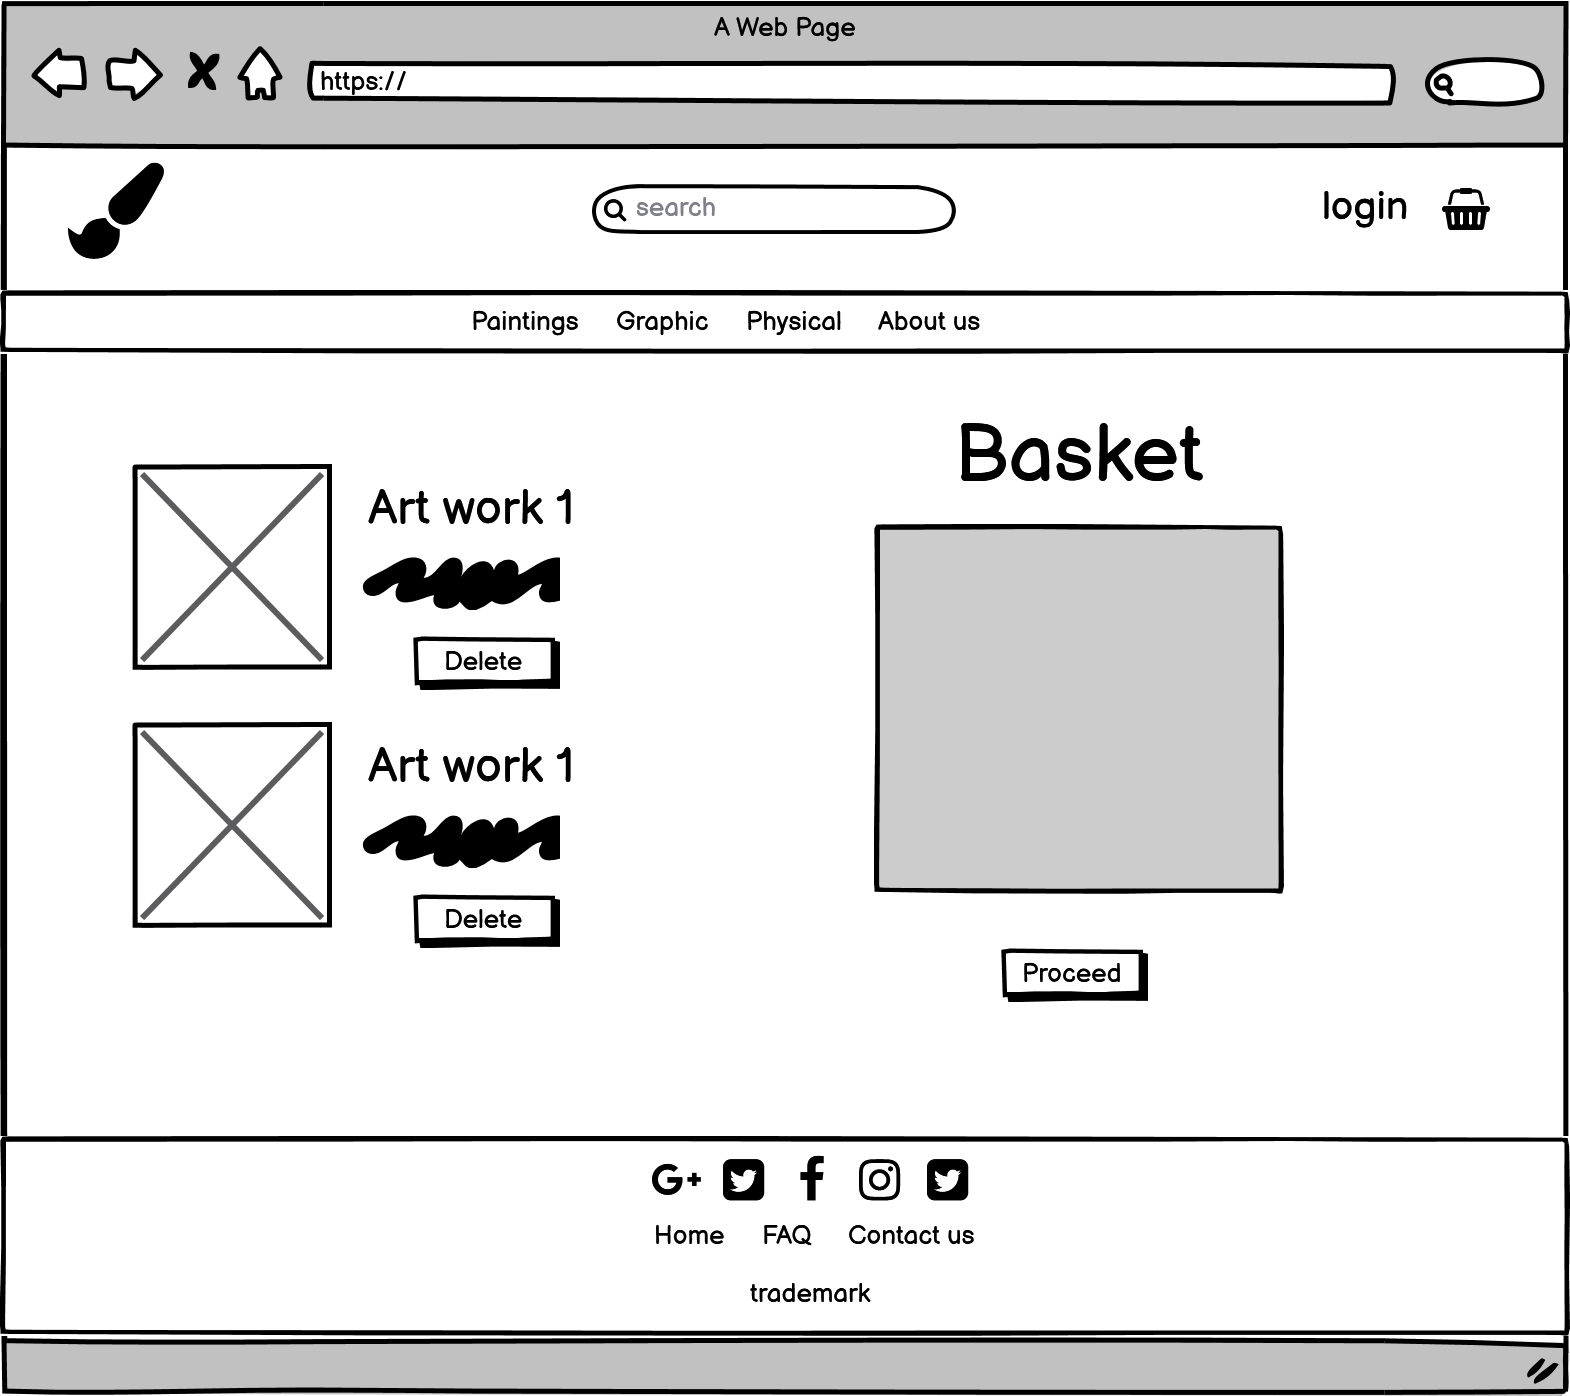 A Web Page
https://
search
login
Paintings Graphic Physical About us
Basket
Art work 1
Delete
Art work 1
Delete
Proceed
G+
Home FAQ Contact us
trademark